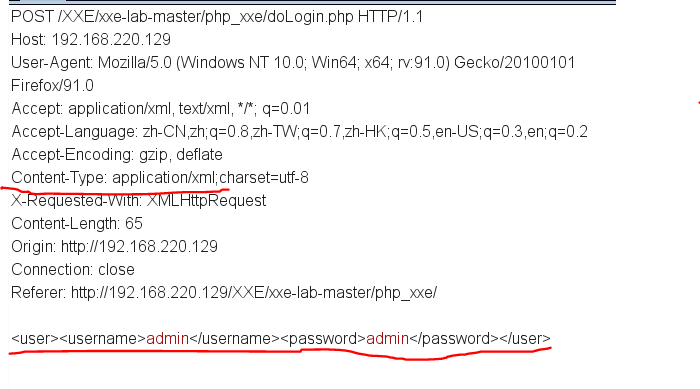 POST /XXE/xxe-lab-master/php_xxe/doLogin.php HTTP/1.1
Host: 192.168.220.129
User-Agent: Mozilla/5.0 (Windows NT 10.0; Win64; x64; rv:91.0) Gecko/20100101
Firefox/91.0
Accept: application/xml, text/xml, */*; q=0.01
Accept-Language: zh-CN,zh;q=0.8,zh-TW;q=0.7,zh-HK;q=0.5,en-US;q=0.3,en;q=0.2
Accept-Encoding: gzip, deflate
Content-Type: application/xml;charset=utf-8
X-Requested-With: XMLHttpRequest
Content-Length: 65
Origin: http://192.168.220.129
Connection: close
Referer: http://192.168.220.129/XXE/xxe-lab-master/php_xxe/
<user><username>admin</username><password>admin</password></user>